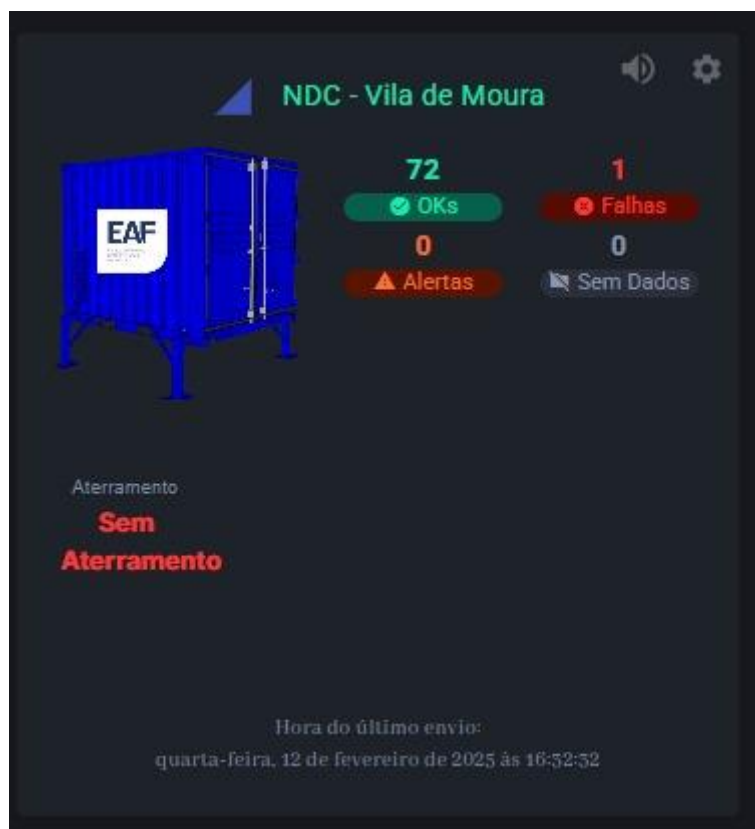 NDC - Vila de Moura
72
1
OKs
Falhas
0
0
Alertas
Sem Dados
EAF
Aterramento
Sem
Aterramento
Hora do último envio:
quarta-feira, 12 de fevereiro de 2025 às 16:52:52